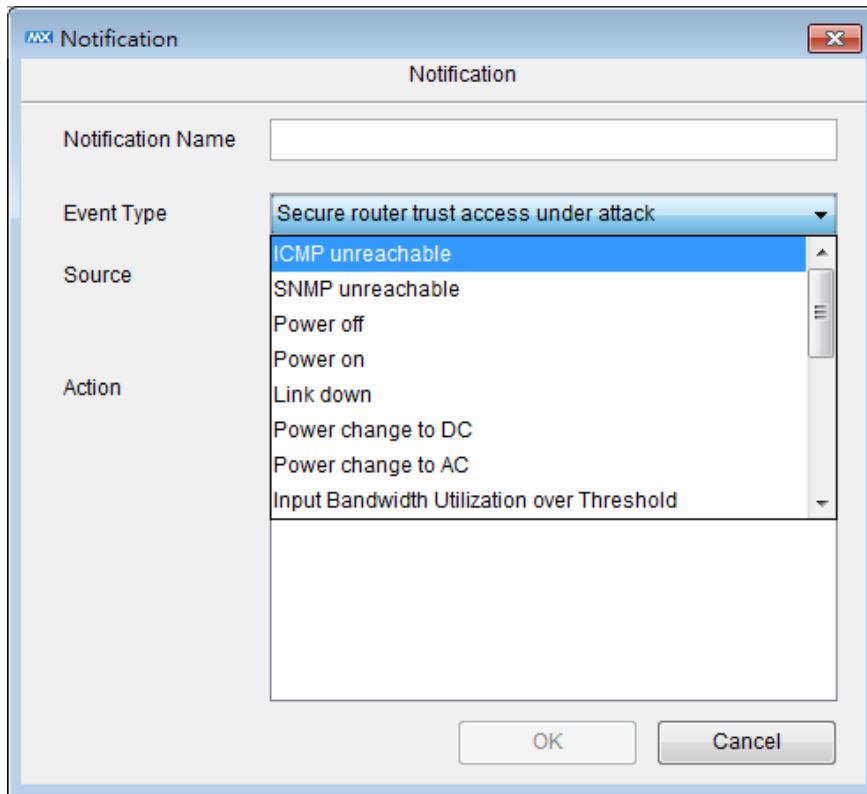 MX Notification
Notification
Notification Name
Event Type
Secure router trust access under attack
ICMP unreachable
Source
SNMP unreachable
Power off
Power on
Action
Link down
Power change to DC
Power change to AC
Input Bandwidth Utilization over Threshold
OK
Cancel